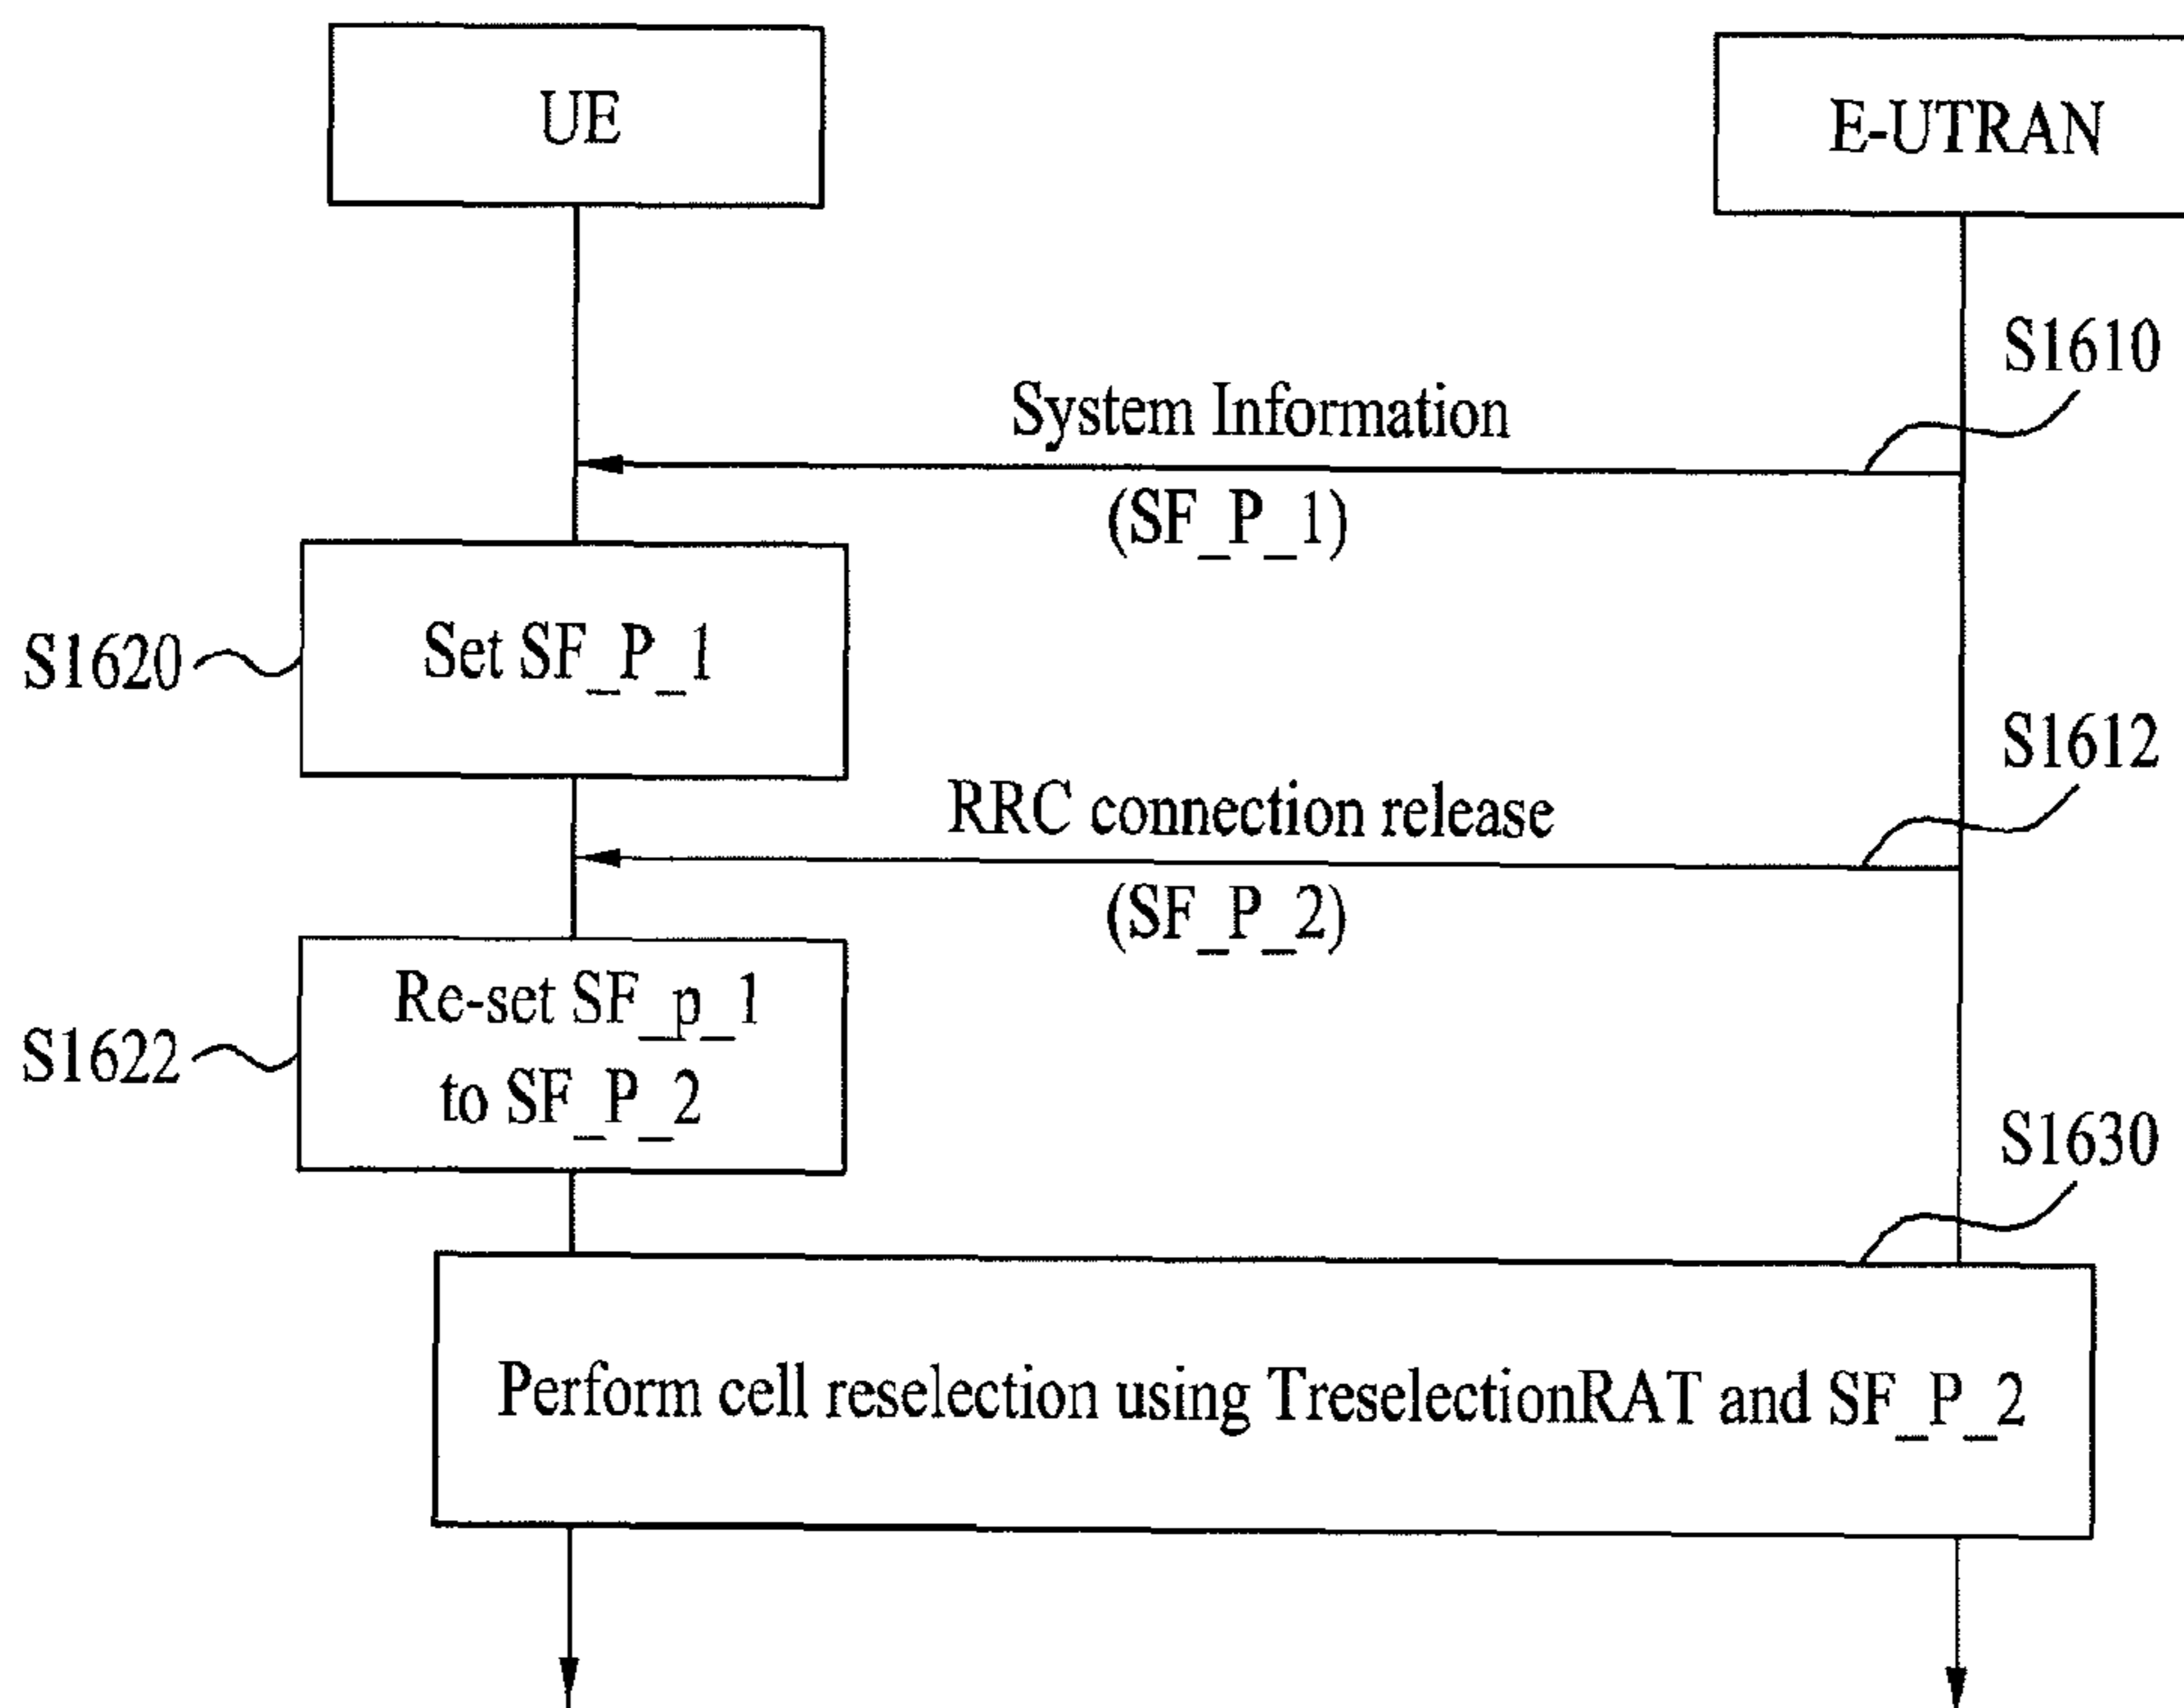 UE
E-UTRAN
S1610
System Information
(SF_P_1)
S1620
Set SF_P_1
S1612
RRC connection release
(SF_P_2)
S1622
Re-set SF_p_1
to SF_P_2
S1630
Perform cell reselection using TreselectionRAT and SF_P_2